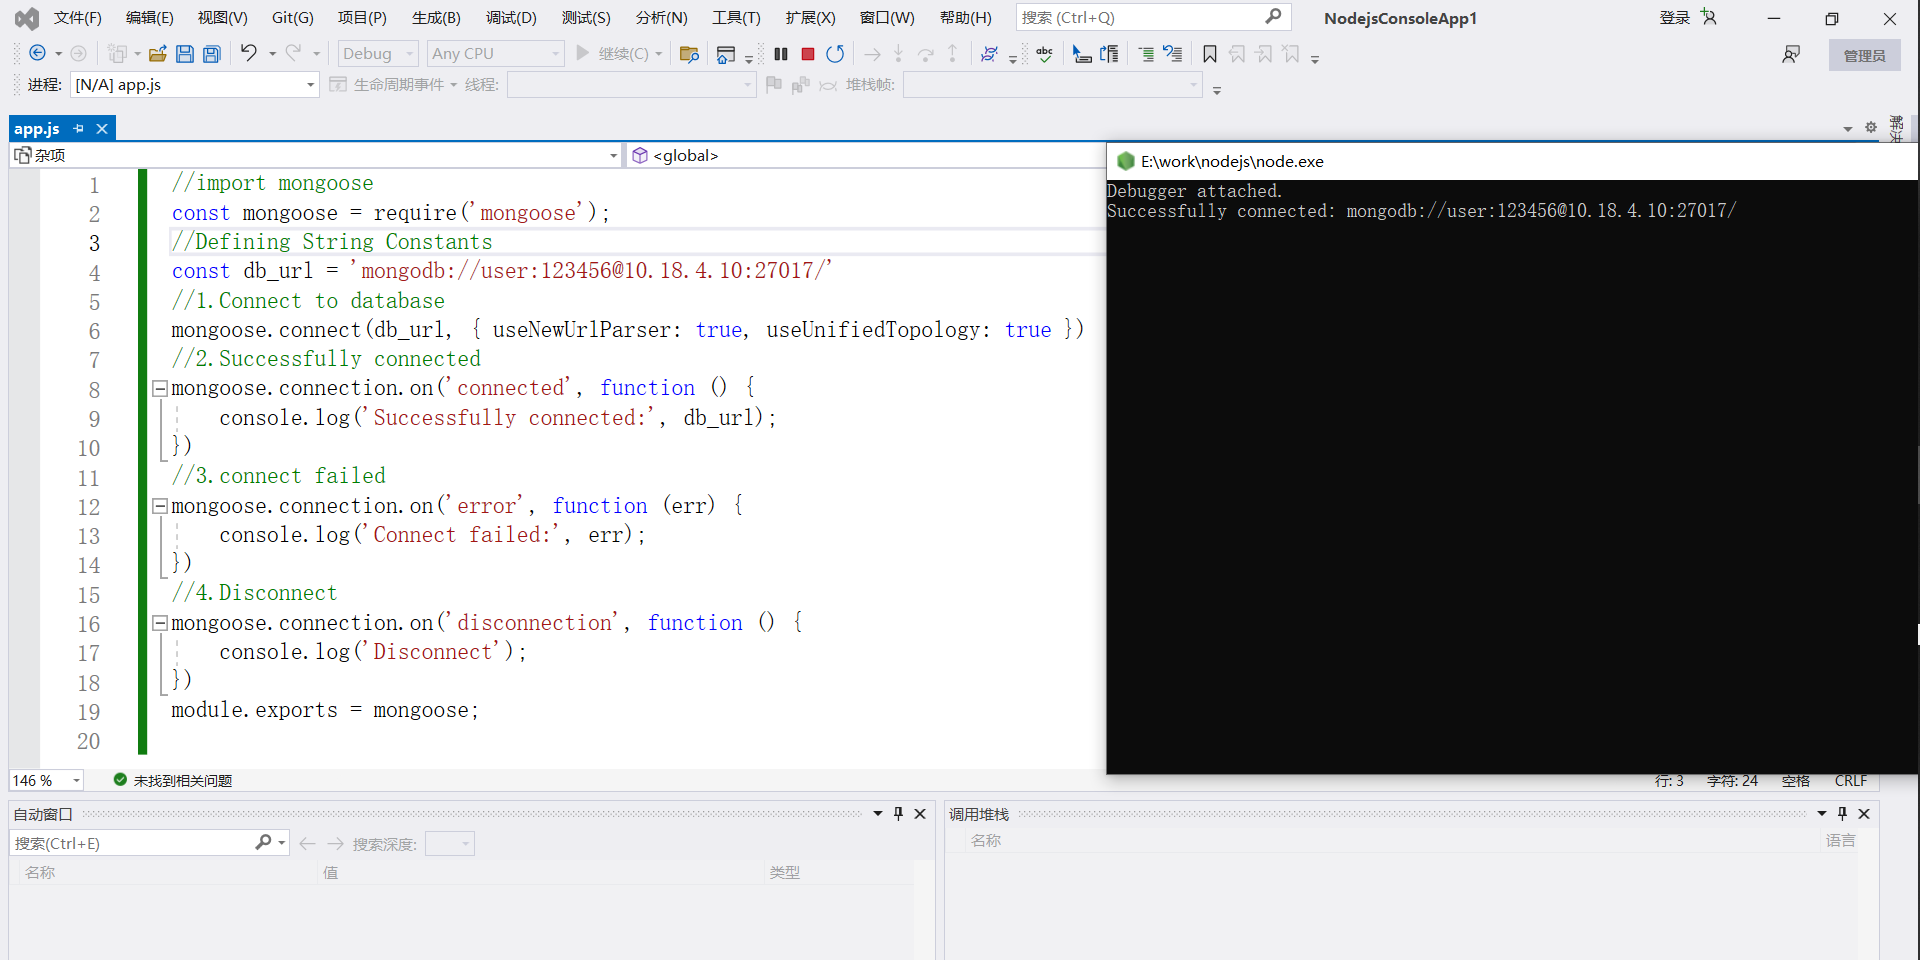 文件(F) 编辑(E) 视图(V) Git(G) 项目(P) 生成(B) 调试(D) 测试(S) 分析(N) 工具(T) 扩展(X) 窗口(W) 帮助(H) 搜索 (Ctrl+Q) NodejsConsoleApp1 登录
Debug Any CPU 继续(C) abc 管理员
进程: [N/A] app.js 生命周期事件 线程: 堆栈帧:
app.js
杂项 <global>
1 //import mongoose
2 const mongoose = require('mongoose');
3 //Defining String Constants
4 const db_url = 'mongodb://user:123456@10.18.4.10:27017/'
5 //1.Connect to database
6 mongoose.connect(db_url, { useNewUrlParser: true, useUnifiedTopology: true })
7 //2.Successfully connected
8 mongoose.connection.on('connected', function () {
9 console.log('Successfully connected:', db_url);
10 })
11 //3.connect failed
12 mongoose.connection.on('error', function (err) {
13 console.log('Connect failed:', err);
14 })
15 //4.Disconnect
16 mongoose.connection.on('disconnection', function () {
17 console.log('Disconnect');
18 })
19 module.exports = mongoose;
20
E:\work\nodejs\node.exe
Debugger attached.
Successfully connected: mongodb://user:123456@10.18.4.10:27017/
146 % 未找到相关问题 行: 3 字符: 24 空格 CRLF
自动窗口
搜索(Ctrl+E) 搜索深度:
名称 值 类型
调用堆栈
名称 语言